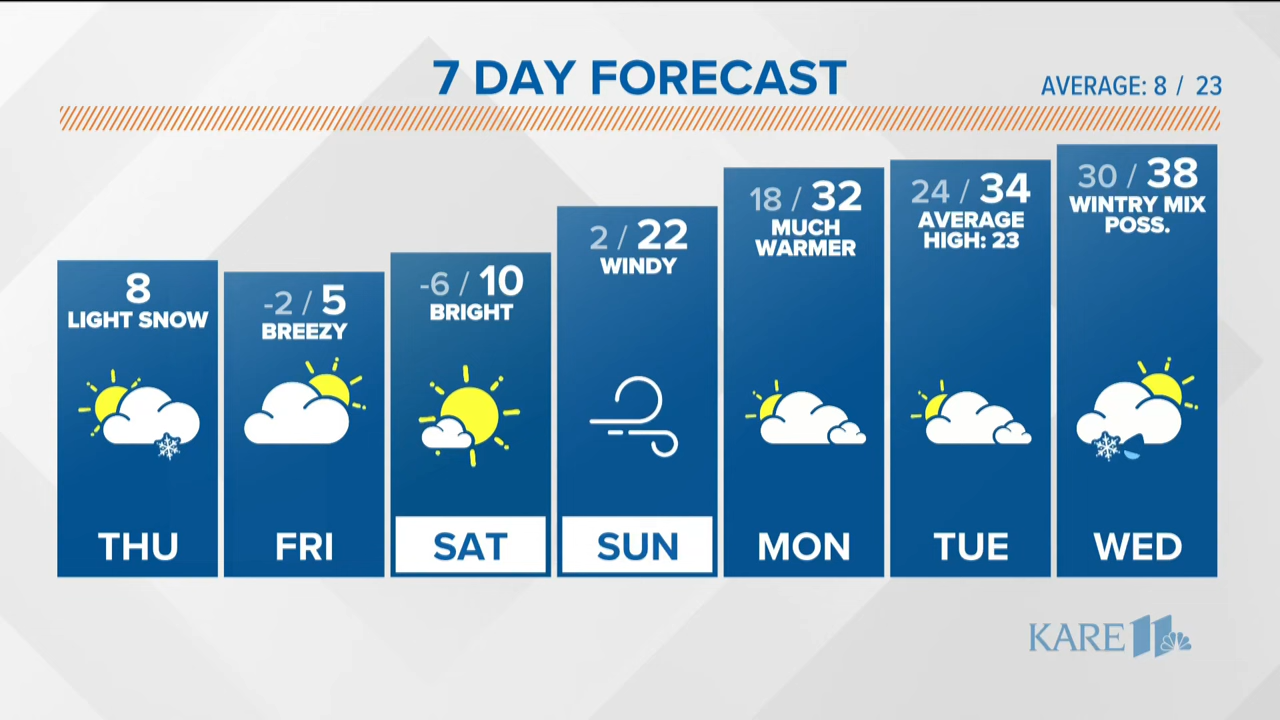 7 DAY FORECAST
AVERAGE: 8 / 23
8
LIGHT SNOW
THU
-2 / 5
BREEZY
FRI
-6 / 10
BRIGHT
SAT
2 / 22
WINDY
SUN
18 / 32
MUCH
WARMER
MON
24 / 34
AVERAGE
HIGH: 23
TUE
30 / 38
WINTRY MIX
POSS.
WED
KARE 11